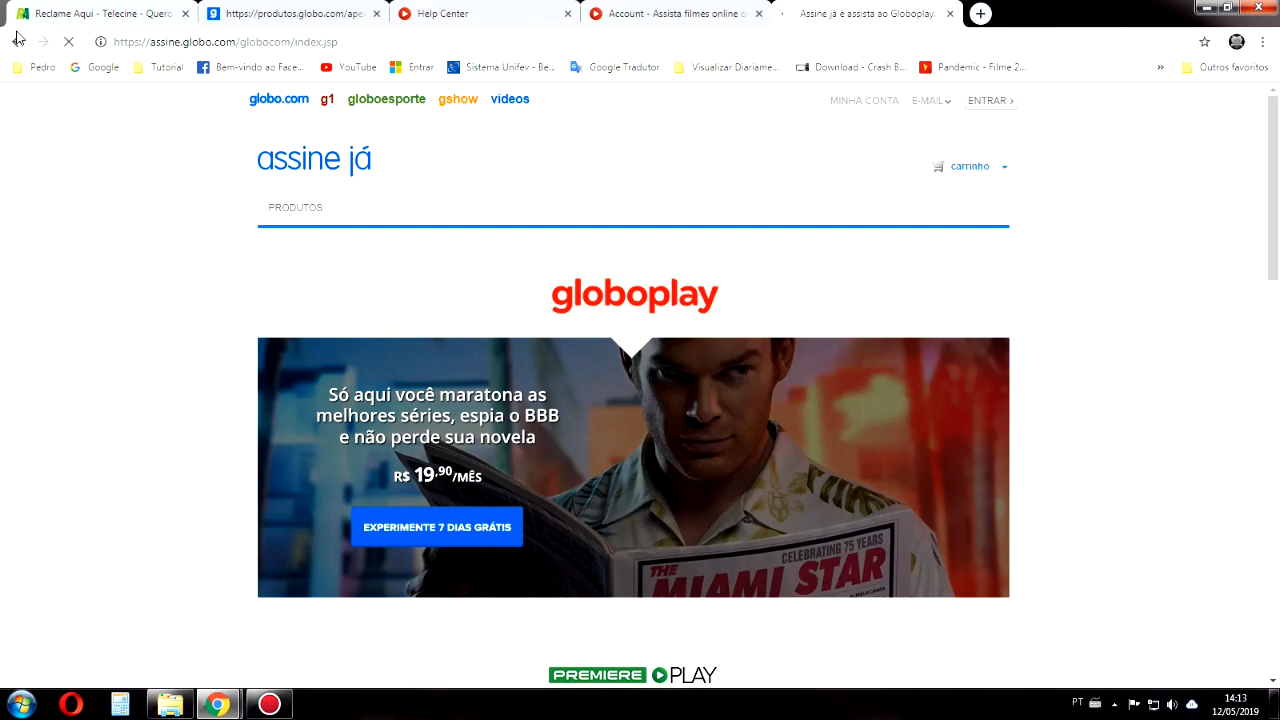 Reclame Aqui - Telecine - Quero
https://apis.globo.com/ape
Help Center
Account - Assista filmes online o
Assine já e assista ao Globoplay,
https://assine.globo.com/globocom/index.jsp
Pedro
Google
Tutorial
Bem-vindo ao Face...
YouTube
Entrar
Sistema Unifev - Be...
Google Tradutor
Visualizar Diariame...
Download - Crash B...
Pandemic - Filme 2...
Outros favoritos
globo.com g1 globoesporte gshow videos
MINHA CONTA E-MAIL ENTRAR
assine já
carrinho
PRODUTOS
globoplay
Só aqui você maratona as
melhores séries, espia o BBB
e não perde sua novela
R$ 19,90/MÊS
EXPERIMENTE 7 DIAS GRÁTIS
CELEBRATING 75 YEARS
THE
MIAMI STAR
PREMIERE PLAY
PT
14:13
12/05/2019